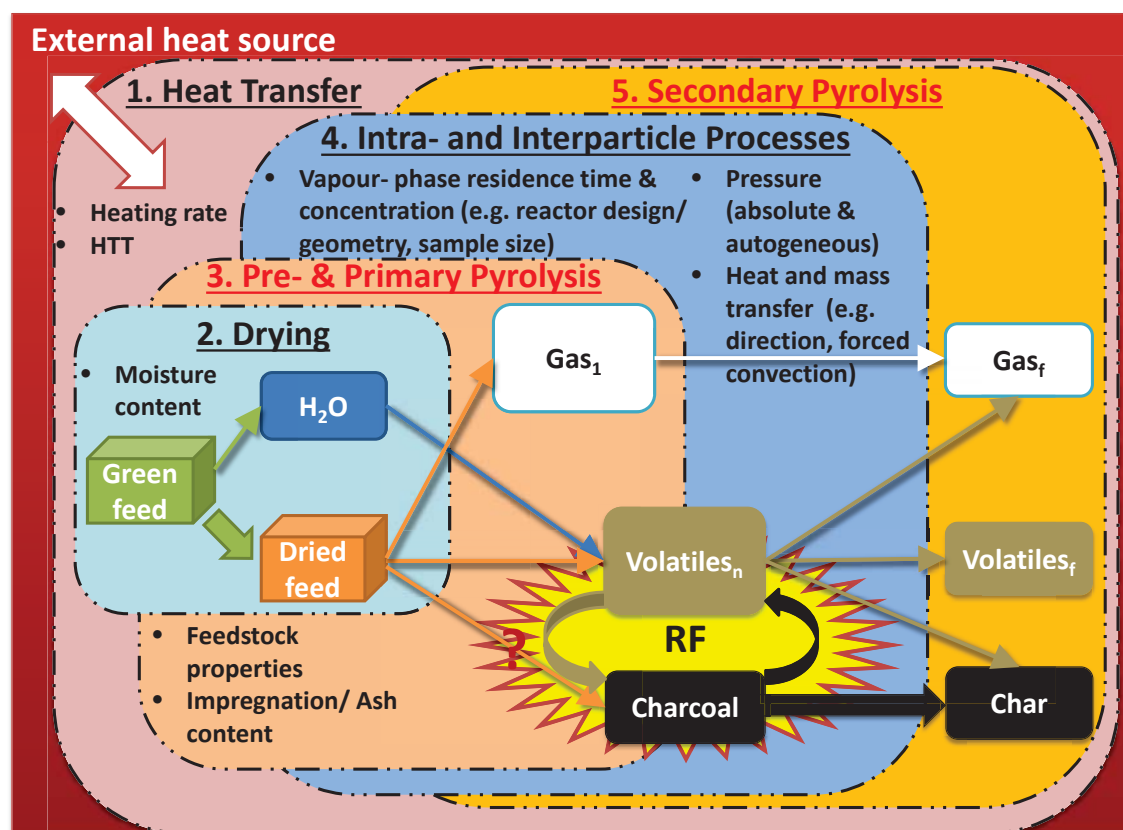 External heat source
1. Heat Transfer
5. Secondary Pyrolysis
4. Intra- and Interparticle Processes
• Vapour- phase residence time &
concentration (e.g. reactor design/
geometry, sample size)
• Pressure
(absolute &
autogeneous)
• Heat and mass
transfer (e.g.
direction, forced
convection)
• Heating rate
• HTT
3. Pre- & Primary Pyrolysis
2. Drying
• Moisture
content
H₂O
Green
feed
Dried
feed
Gas₁
Gas_f
Volatilesₙ
Volatiles_f
RF
?
Charcoal
Char
• Feedstock
properties
• Impregnation/ Ash
content